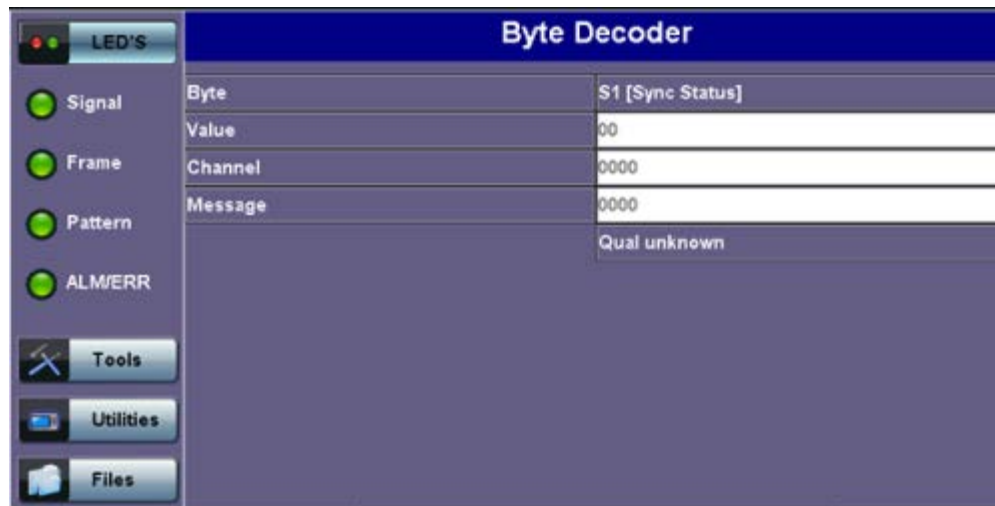 LED'S
Byte Decoder
Signal
Frame
Pattern
ALM/ERR
Tools
Utilities
Files
Byte S1 [Sync Status]
Value 00
Channel 0000
Message 0000
Qual unknown